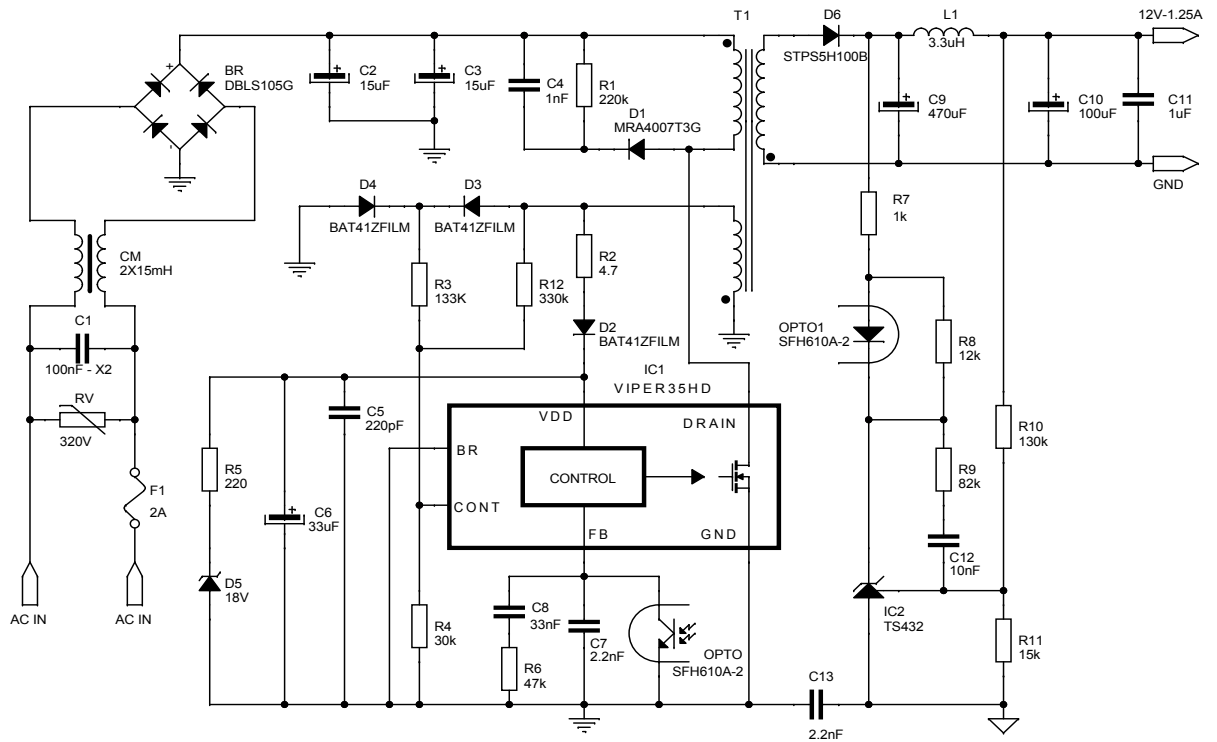 T1
D6
STPS5H100B
L1
3.3uH
12V-1.25A
BR
DBLS105G
+
-
C2
15uF
+
C3
15uF
+
C4
1nF
R1
220k
D1
MRA4007T3G
C9
470uF
+
C10
100uF
+
C11
1uF
GND
D4
BAT41ZFILM
D3
BAT41ZFILM
R7
1k
CM
2X15mH
R3
133K
R12
330k
R2
4.7
D2
BAT41ZFILM
OPTO1
SFH610A-2
R8
12k
C1
100nF - X2
RV
320V
IC1
VIPER35HD
C5
220pF
VDD
DRAIN
BR
CONTROL
CONT
FB
GND
R10
130k
R9
82k
R5
220
F1
2A
C6
33uF
+
C12
10nF
D5
18V
IC2
TS432
AC IN
AC IN
R4
30k
C8
33nF
C7
2.2nF
R6
47k
OPTO
SFH610A-2
R11
15k
C13
2.2nF